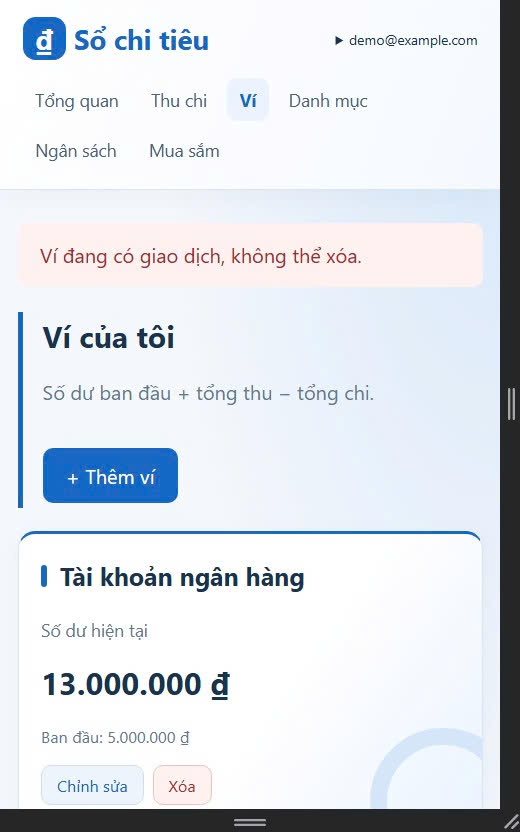 đ Sổ chi tiêu
▶ demo@example.com
Tổng quan Thu chi Ví Danh mục
Ngân sách Mua sắm
Ví đang có giao dịch, không thể xóa.
Ví của tôi
Số dư ban đầu + tổng thu − tổng chi.
+ Thêm ví
Tài khoản ngân hàng
Số dư hiện tại
13.000.000 ₫
Ban đầu: 5.000.000 ₫
Chỉnh sửa Xóa